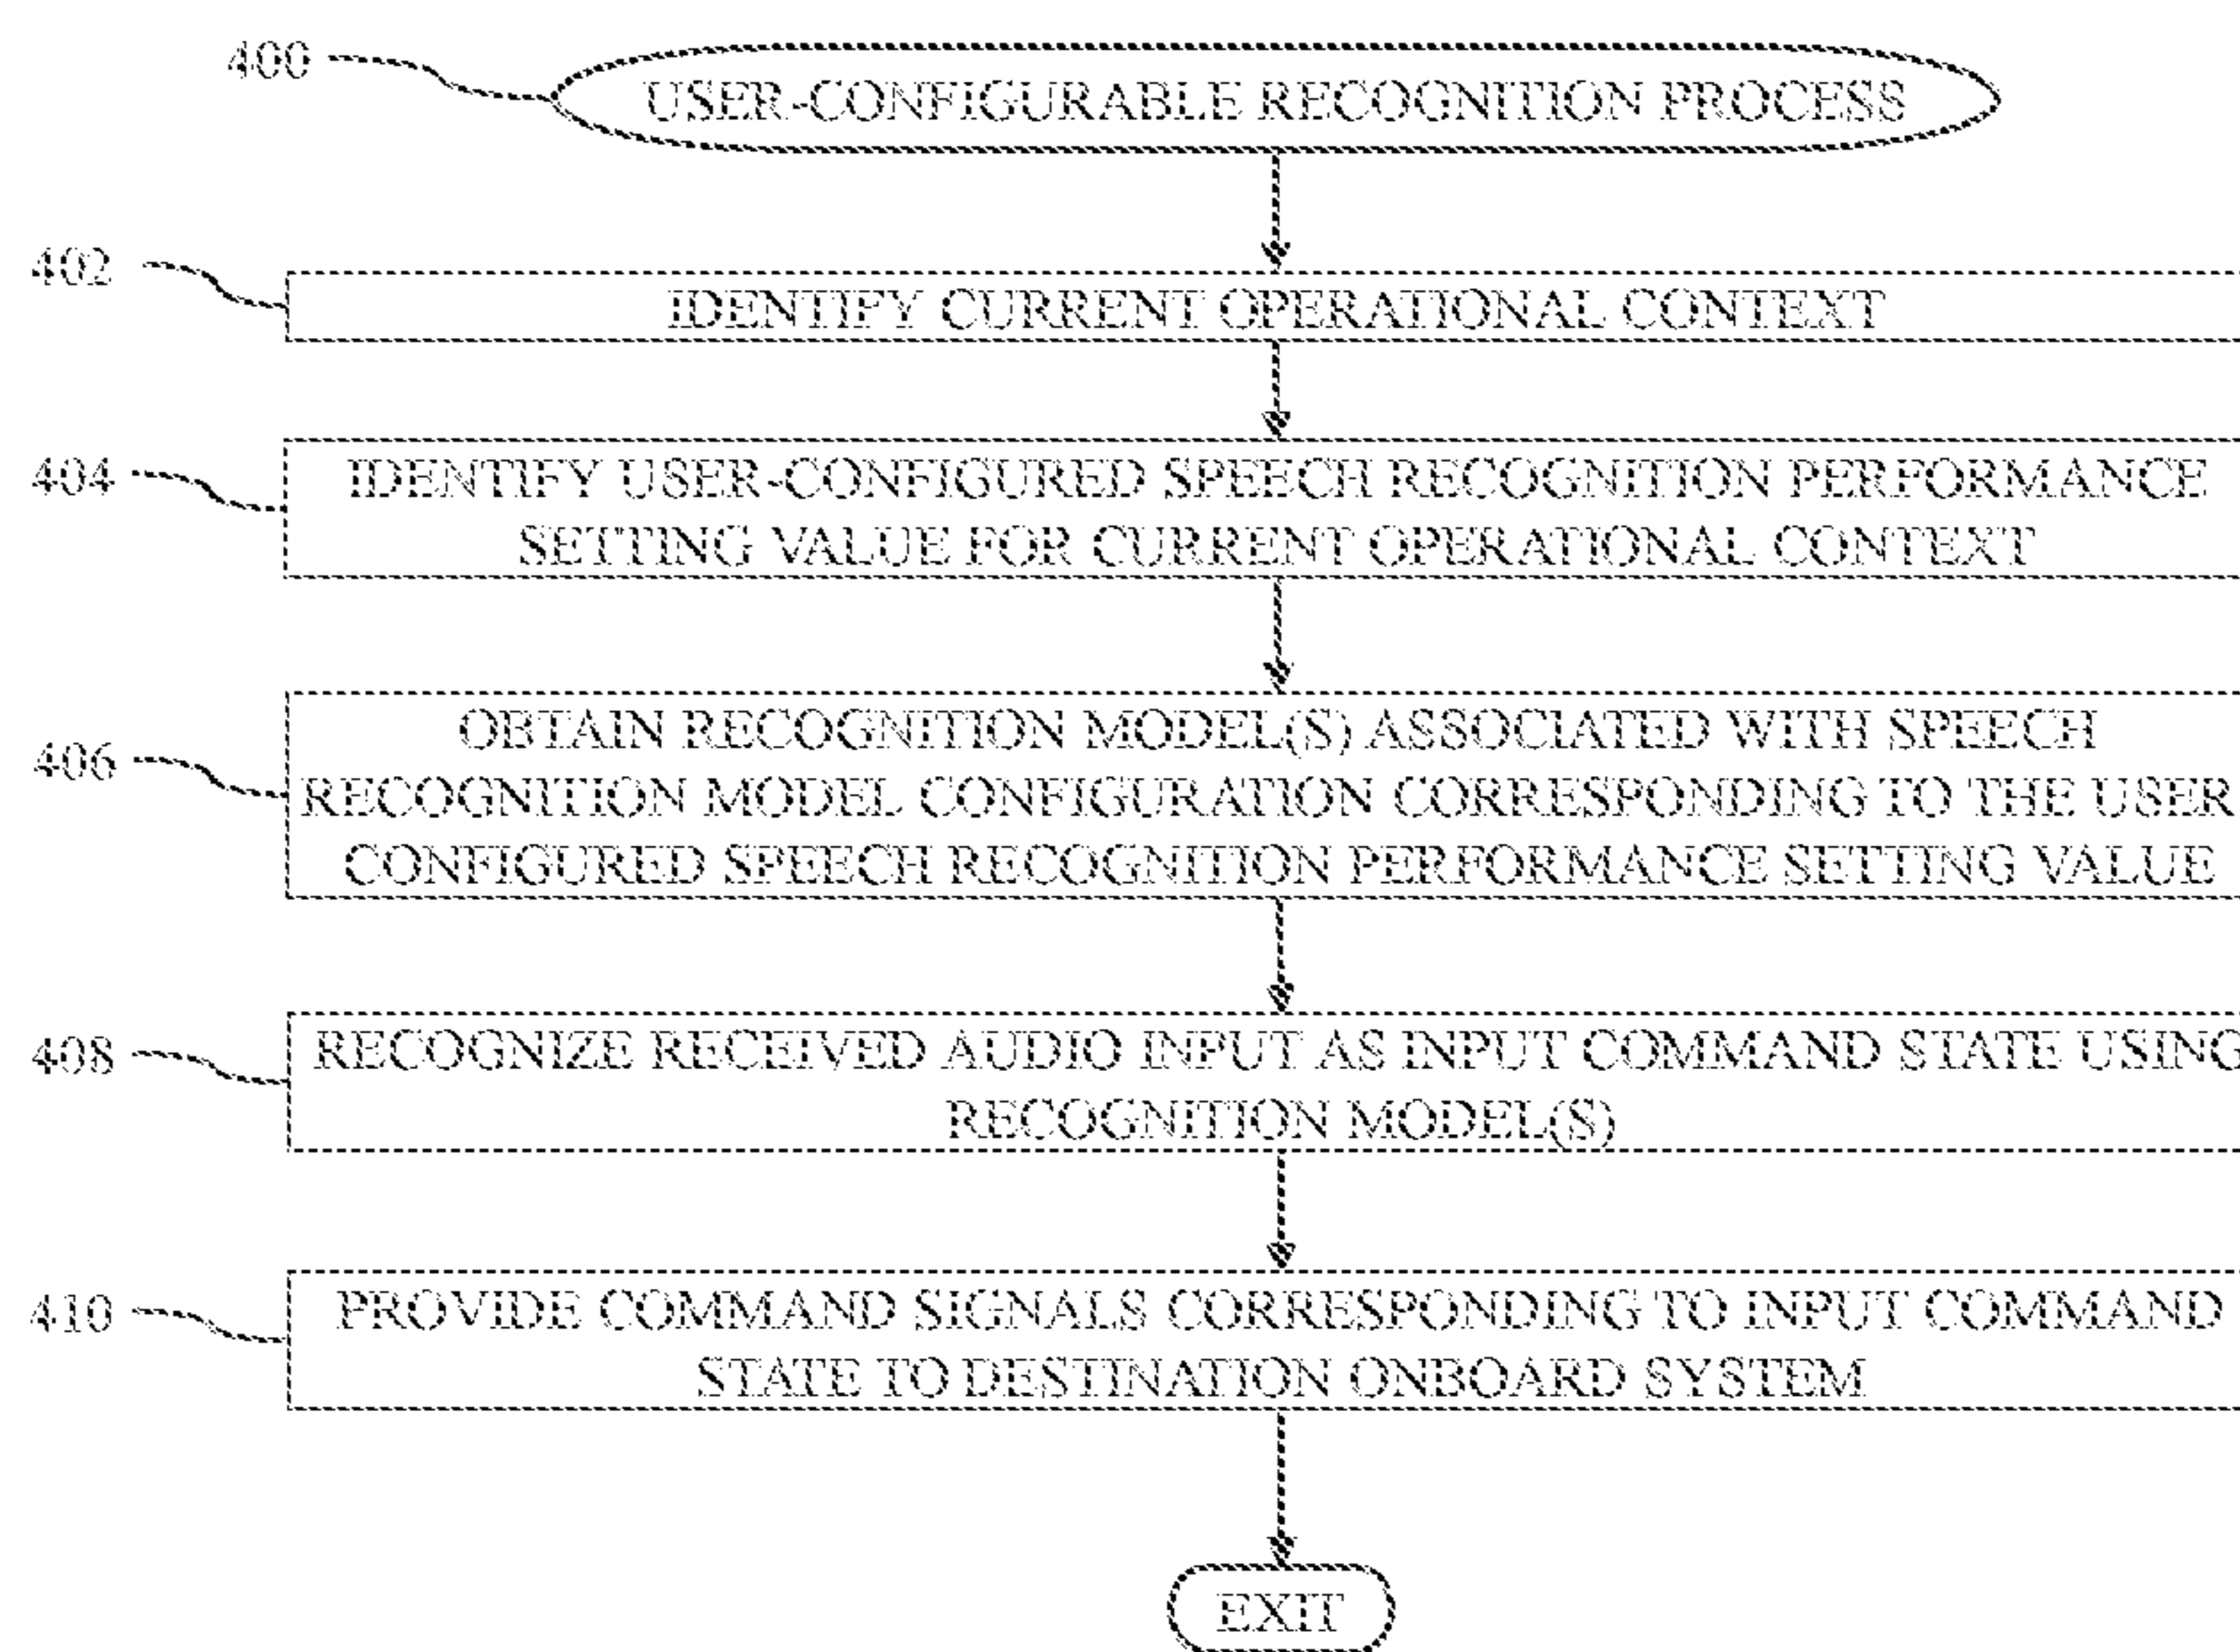 400
USER-CONFIGURABLE RECOGNITION PROCESS
402
IDENTIFY CURRENT OPERATIONAL CONTEXT
404
IDENTIFY USER-CONFIGURED SPEECH RECOGNITION PERFORMANCE
SETTING VALUE FOR CURRENT OPERATIONAL CONTEXT
406
OBTAIN RECOGNITION MODEL(S) ASSOCIATED WITH SPEECH
RECOGNITION MODEL CONFIGURATION CORRESPONDING TO THE USER
CONFIGURED SPEECH RECOGNITION PERFORMANCE SETTING VALUE
408
RECOGNIZE RECEIVED AUDIO INPUT AS INPUT COMMAND STATE USING
RECOGNITION MODEL(S)
410
PROVIDE COMMAND SIGNALS CORRESPONDING TO INPUT COMMAND
STATE TO DESTINATION ONBOARD SYSTEM
EXIT